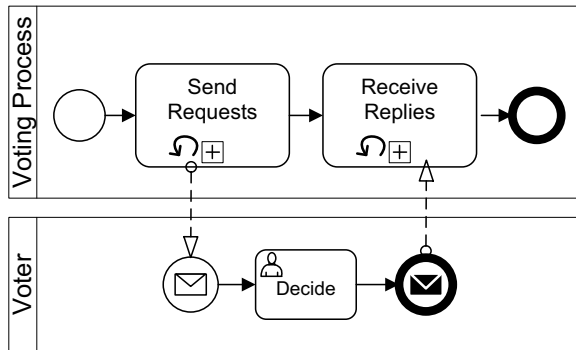 Voting Process
Send
Requests
Receive
Replies
Voter
Decide